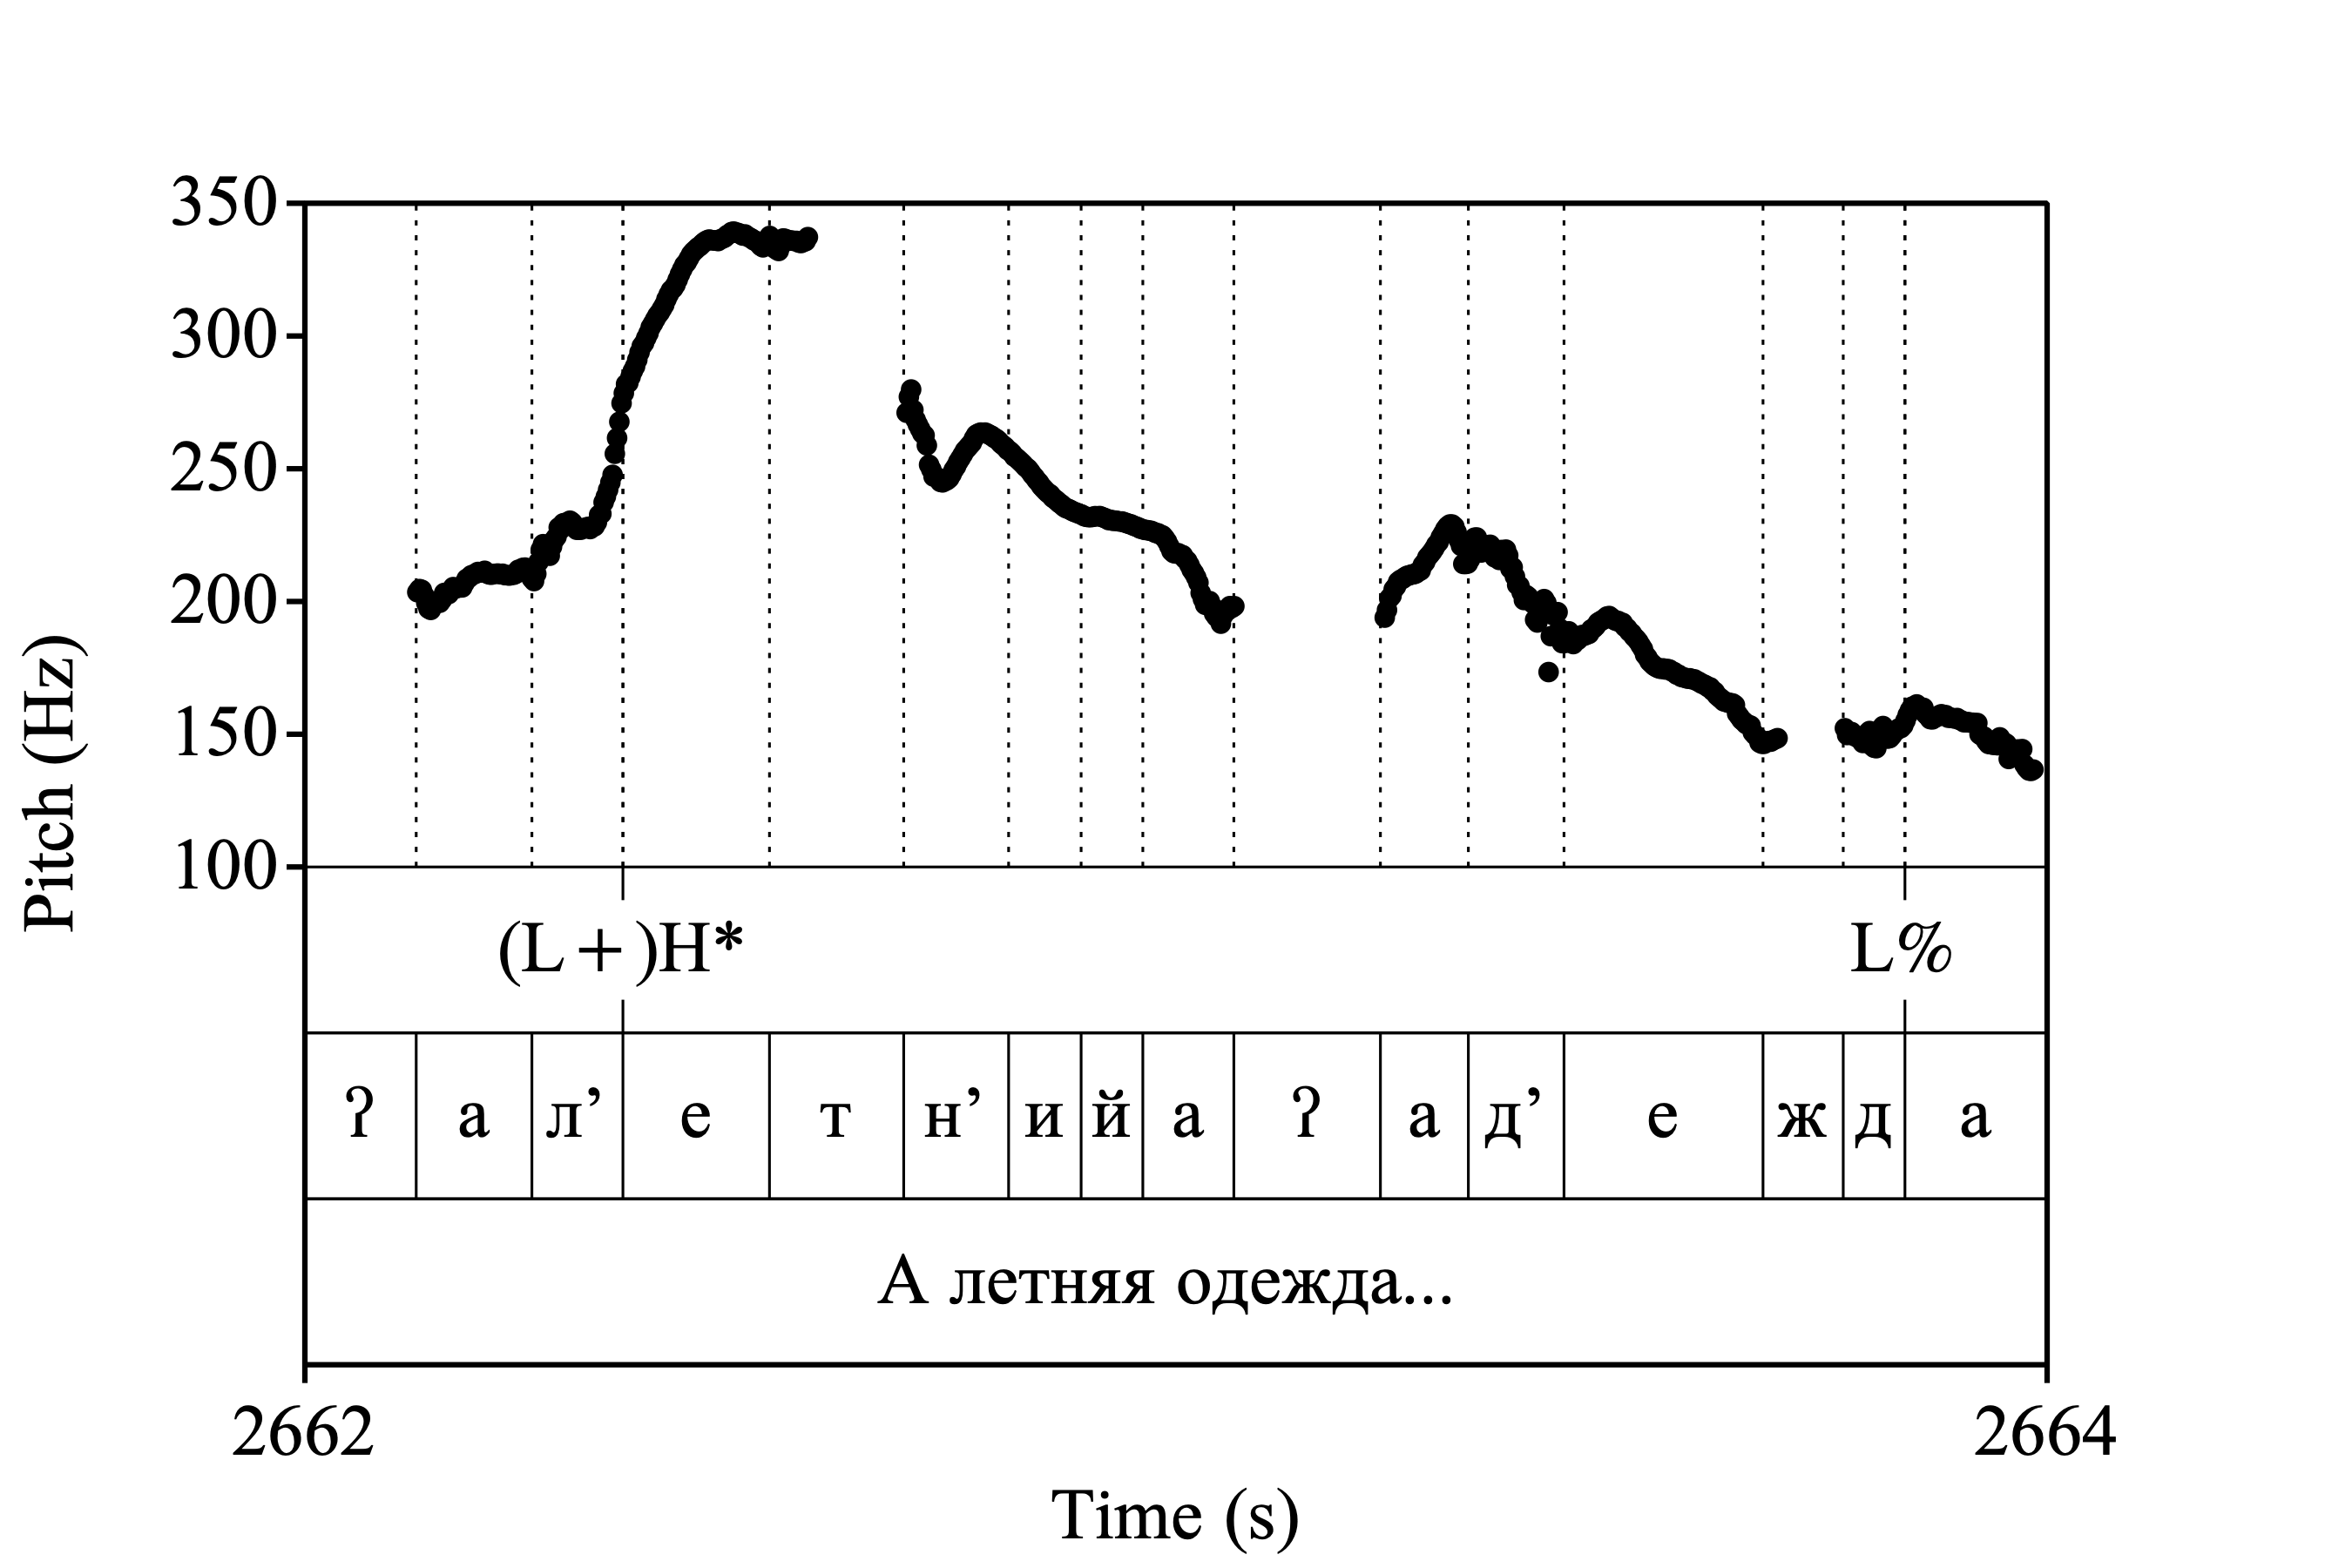 350
300
250
200
150
100
Pitch (Hz)
(L+)H* L%
ʔ а л’ е т н’ и й а ʔ а д’ е ж д а
А летняя одежда...
2662 2664
Time (s)